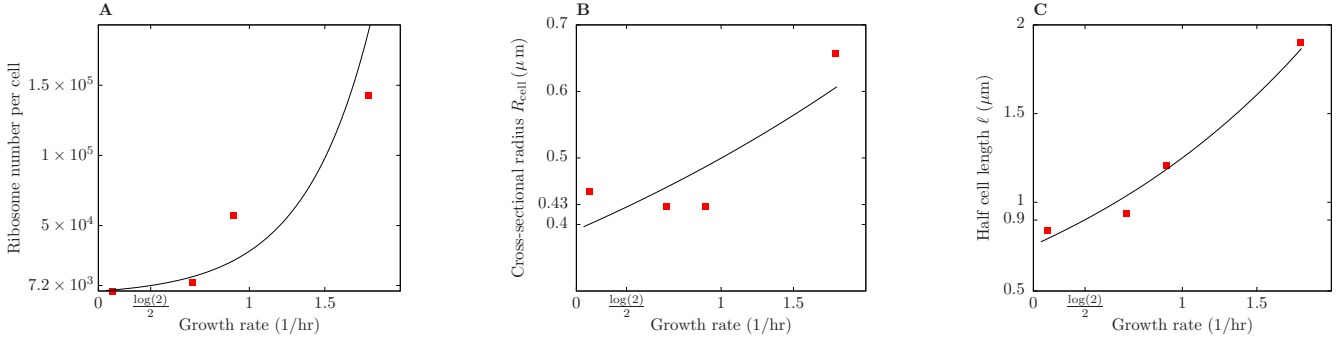 A
Ribosome number per cell
1.5 × 10^5
1 × 10^5
5 × 10^4
7.2 × 10^3
0 log(2)/2 1 1.5
Growth rate (1/hr)
B
Cross-sectional radius R_cell (μ m)
0.7
0.6
0.5
0.43
0.4
0 log(2)/2 1 1.5
Growth rate (1/hr)
C
Half cell length ℓ (μm)
2
1.5
1
0.9
0.5
0 log(2)/2 1 1.5
Growth rate (1/hr)